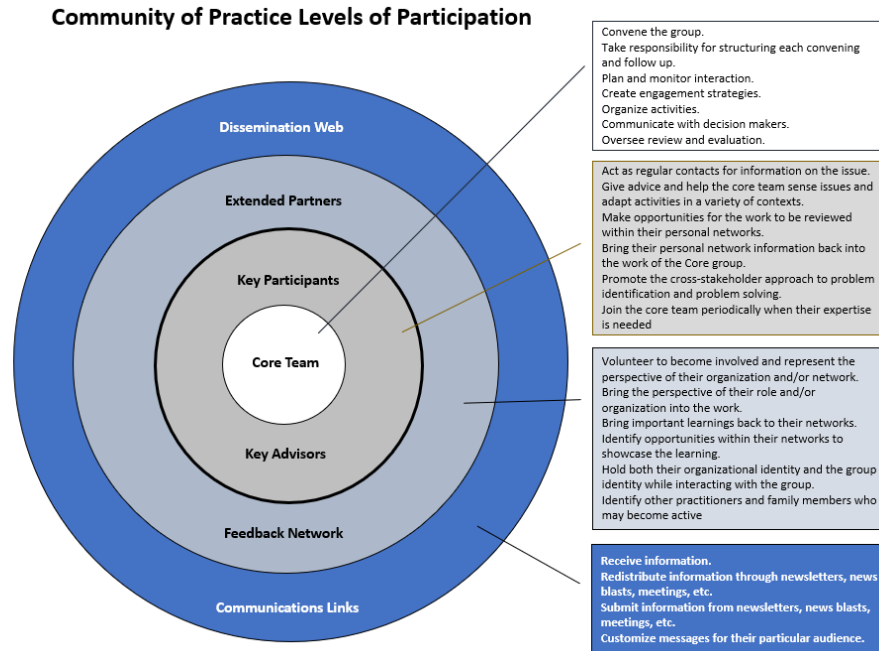 Community of Practice Levels of Participation
Dissemination Web
Extended Partners
Key Participants
Core Team
Key Advisors
Feedback Network
Communications Links
Convene the group.
Take responsibility for structuring each convening
and follow up.
Plan and monitor interaction.
Create engagement strategies.
Organize activities.
Communicate with decision makers.
Oversee review and evaluation.
Act as regular contacts for information on the issue.
Give advice and help the core team sense issues and
adapt activities in a variety of contexts.
Make opportunities for the work to be reviewed
within their personal networks.
Bring their personal network information back into
the work of the Core group.
Promote the cross-stakeholder approach to problem
identification and problem solving.
Join the core team periodically when their expertise
is needed
Volunteer to become involved and represent the
perspective of their organization and/or network.
Bring the perspective of their role and/or
organization into the work.
Bring important learnings back to their networks.
Identify opportunities within their networks to
showcase the learning.
Hold both their organizational identity and the group
identity while interacting with the group.
Identify other practitioners and family members who
may become active
Receive information.
Redistribute information through newsletters, news
blasts, meetings, etc.
Submit information from newsletters, news blasts,
meetings, etc.
Customize messages for their particular audience.